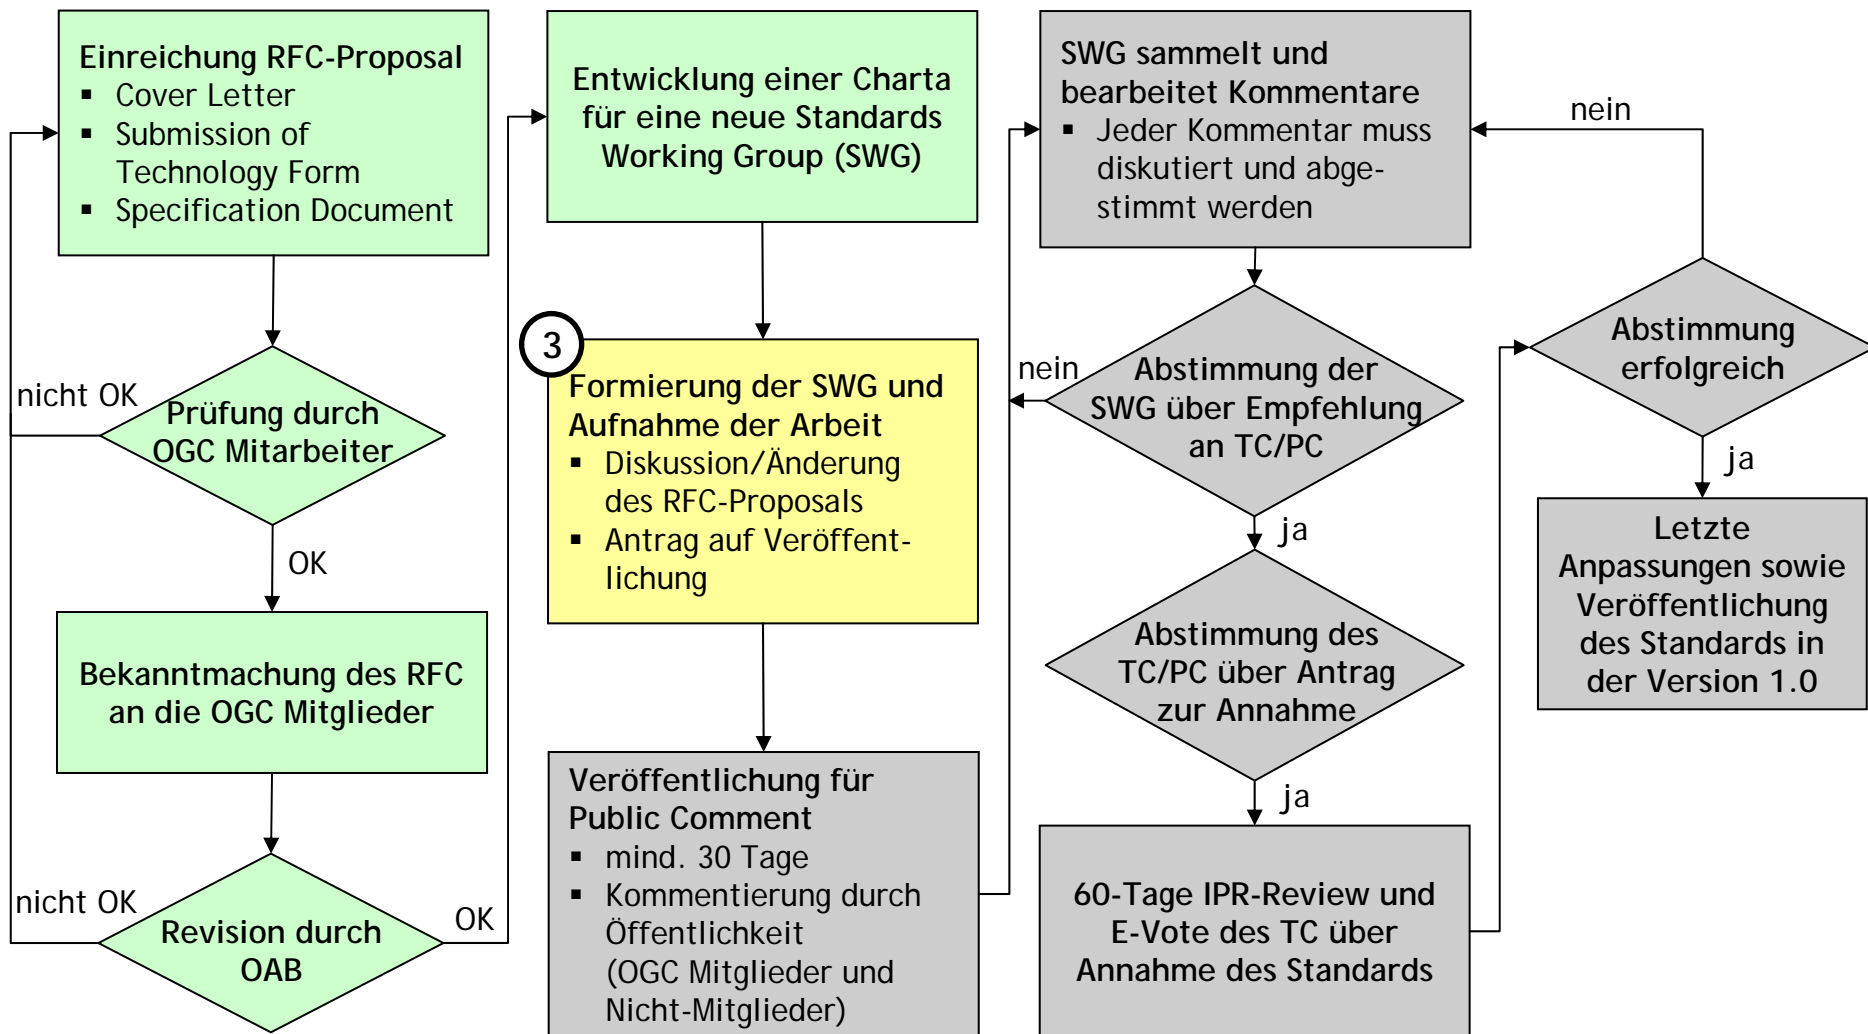 Einreichung RFC-Proposal
▪ Cover Letter
▪ Submission of
Technology Form
▪ Specification Document
nicht OK
Prüfung durch
OGC Mitarbeiter
OK
Bekanntmachung des RFC
an die OGC Mitglieder
nicht OK
Revision durch
OAB
OK
Entwicklung einer Charta
für eine neue Standards
Working Group (SWG)
3
Formierung der SWG und
Aufnahme der Arbeit
▪ Diskussion/Änderung
des RFC-Proposals
▪ Antrag auf Veröffent-
lichung
Veröffentlichung für
Public Comment
▪ mind. 30 Tage
▪ Kommentierung durch
Öffentlichkeit
(OGC Mitglieder und
Nicht-Mitglieder)
SWG sammelt und
bearbeitet Kommentare
▪ Jeder Kommentar muss
diskutiert und abge-
stimmt werden
nein
Abstimmung der
SWG über Empfehlung
an TC/PC
ja
Abstimmung des
TC/PC über Antrag
zur Annahme
ja
60-Tage IPR-Review und
E-Vote des TC über
Annahme des Standards
nein
Abstimmung
erfolgreich
ja
Letzte
Anpassungen sowie
Veröffentlichung
des Standards in
der Version 1.0